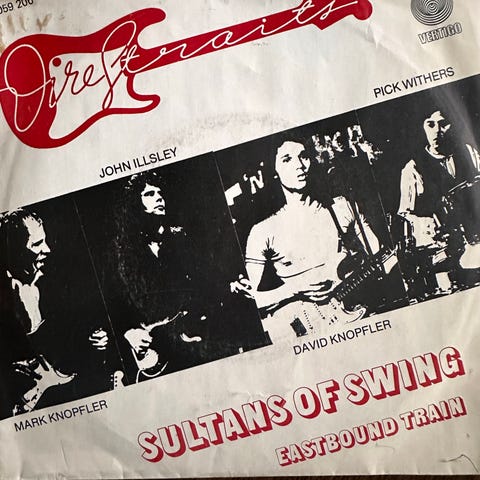 059 200
Dire Straits
VERTIGO
PICK WITHERS
JOHN ILLSLEY
DAVID KNOPFLER
MARK KNOPFLER
SULTANS OF SWING
EASTBOUND TRAIN